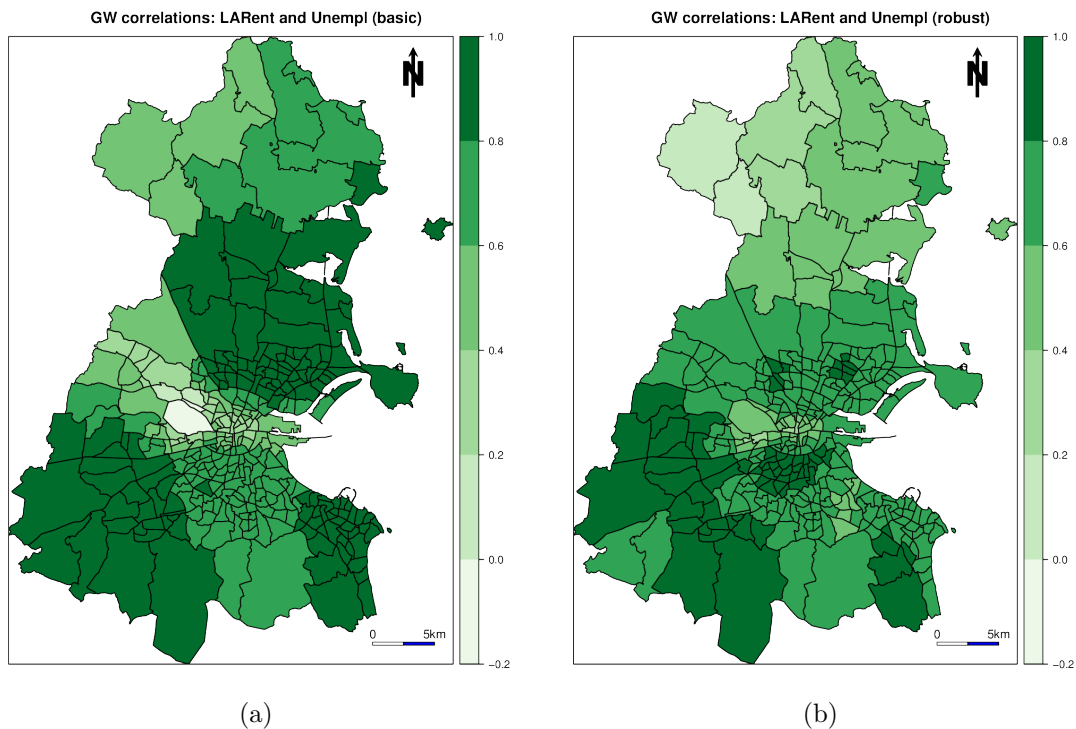 GW correlations: LARent and Unempl (basic)
N
1.0
0.8
0.6
0.4
0.2
0.0
−0.2
0 5km
(a)
GW correlations: LARent and Unempl (robust)
N
1.0
0.8
0.6
0.4
0.2
0.0
−0.2
0 5km
(b)